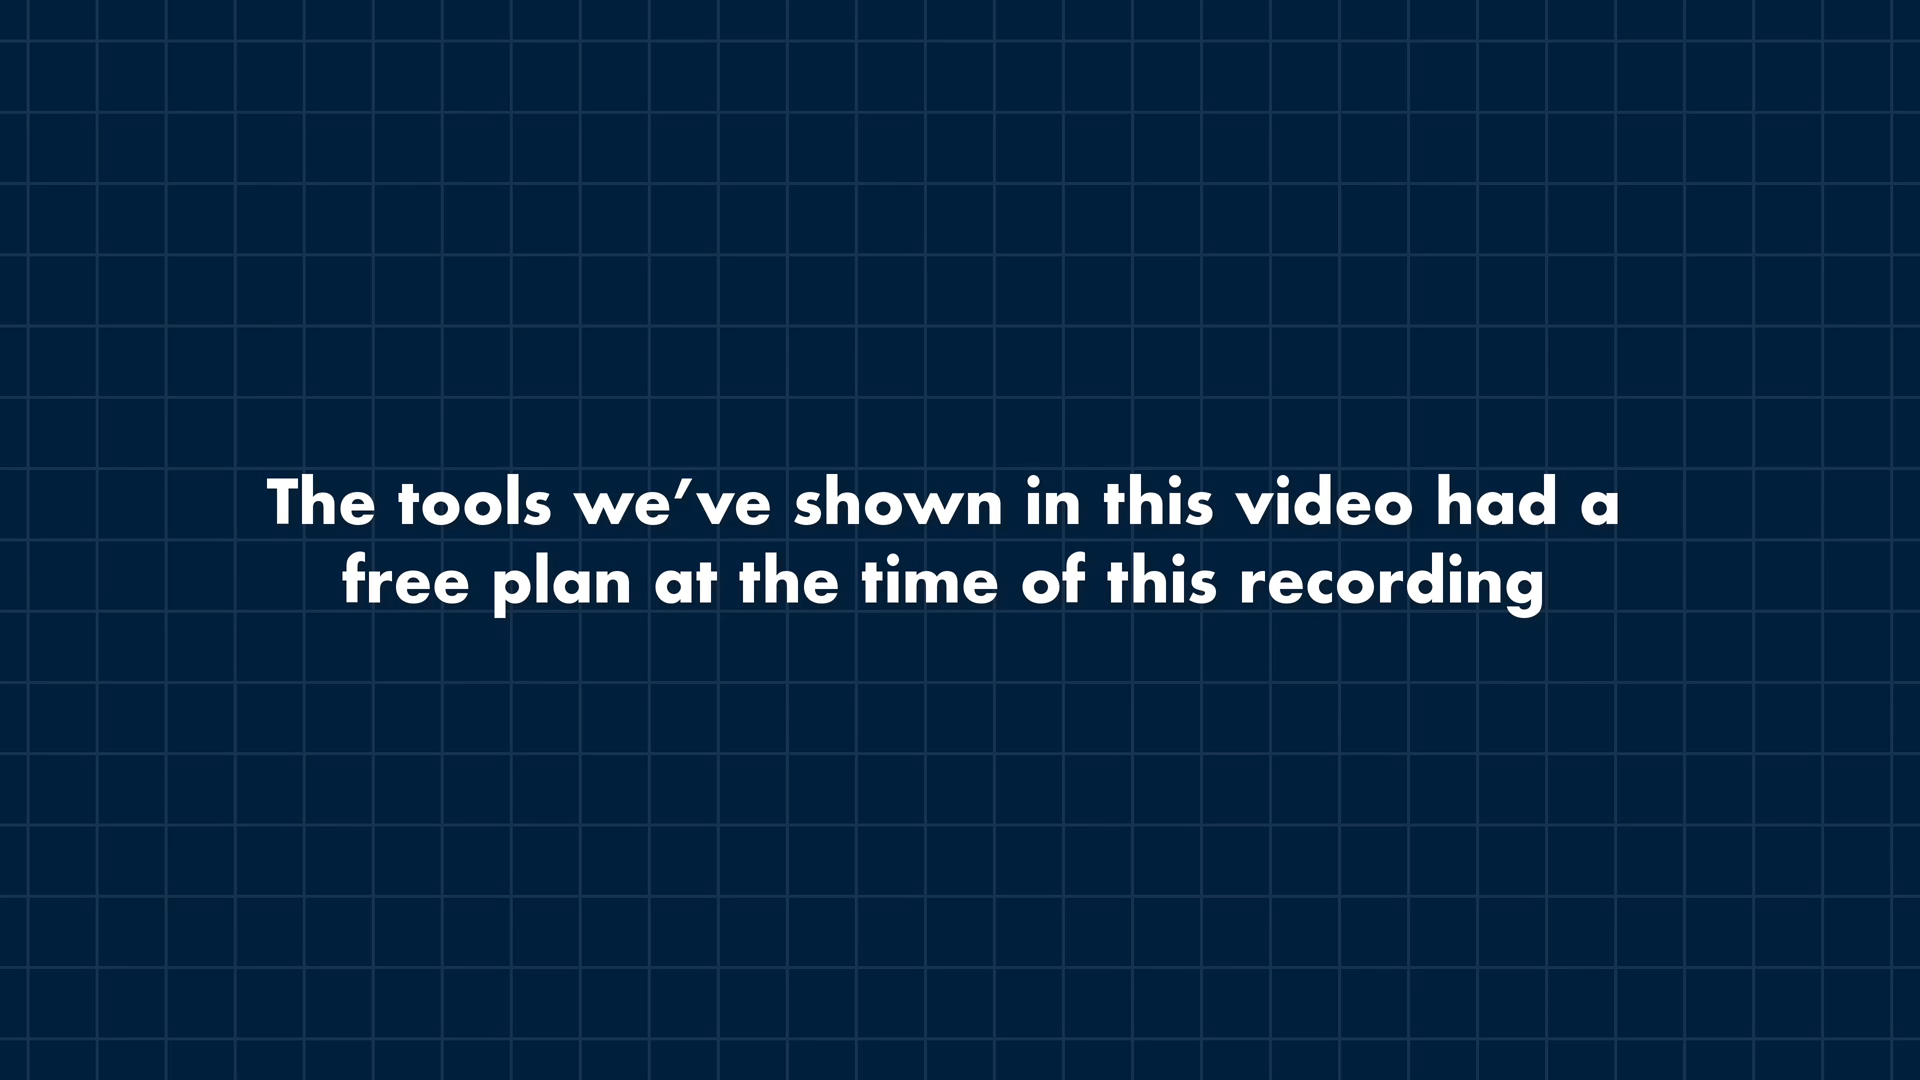 The tools we’ve shown in this video had a
free plan at the time of this recording